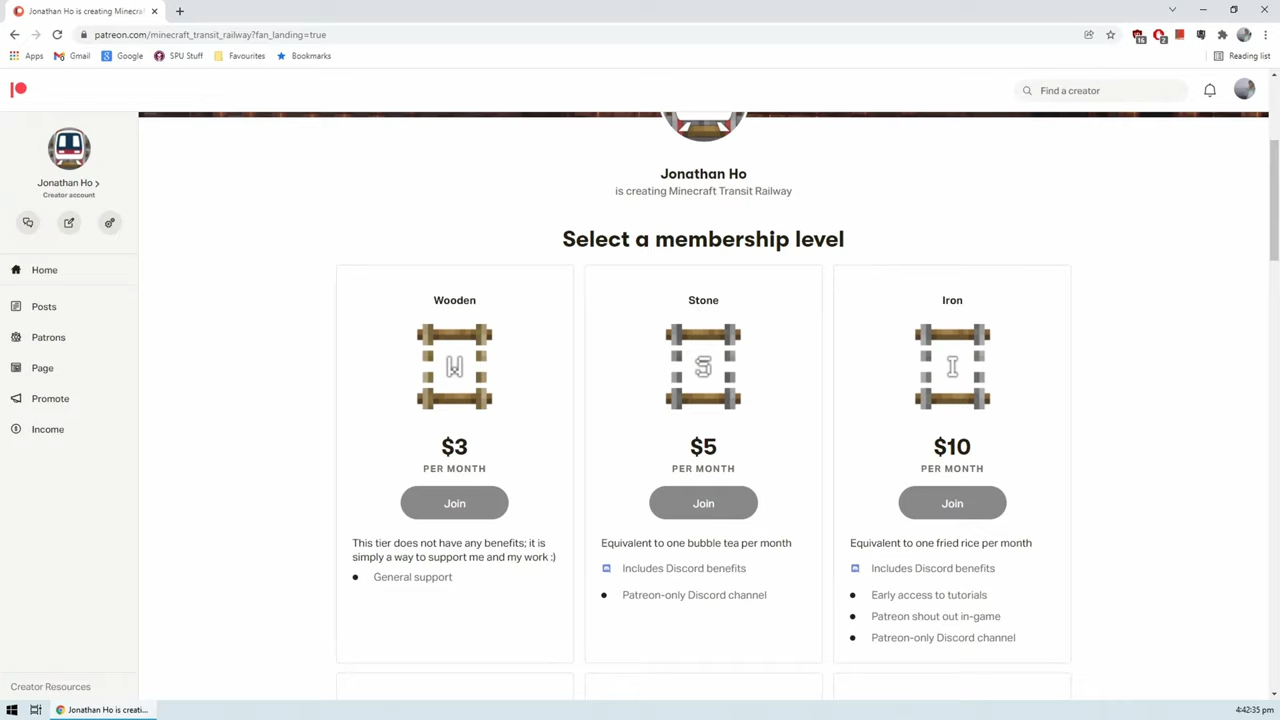 Jonathan Ho is creating Minecra
patreon.com/minecraft_transit_railway?fan_landing=true
16
2
Apps
Gmail
Google
SPU Stuff
Favourites
Bookmarks
Reading list
Find a creator
Jonathan Ho
Creator account
Jonathan Ho
is creating Minecraft Transit Railway
Select a membership level
Home
Posts
Patrons
Page
Promote
Income
Wooden
W
$3
PER MONTH
Join
This tier does not have any benefits; it is
simply a way to support me and my work :)
General support
Stone
S
$5
PER MONTH
Join
Equivalent to one bubble tea per month
Includes Discord benefits
Patreon-only Discord channel
Iron
I
$10
PER MONTH
Join
Equivalent to one fried rice per month
Includes Discord benefits
Early access to tutorials
Patreon shout out in-game
Patreon-only Discord channel
Creator Resources
Jonathan Ho is creati...
4:42:35 pm